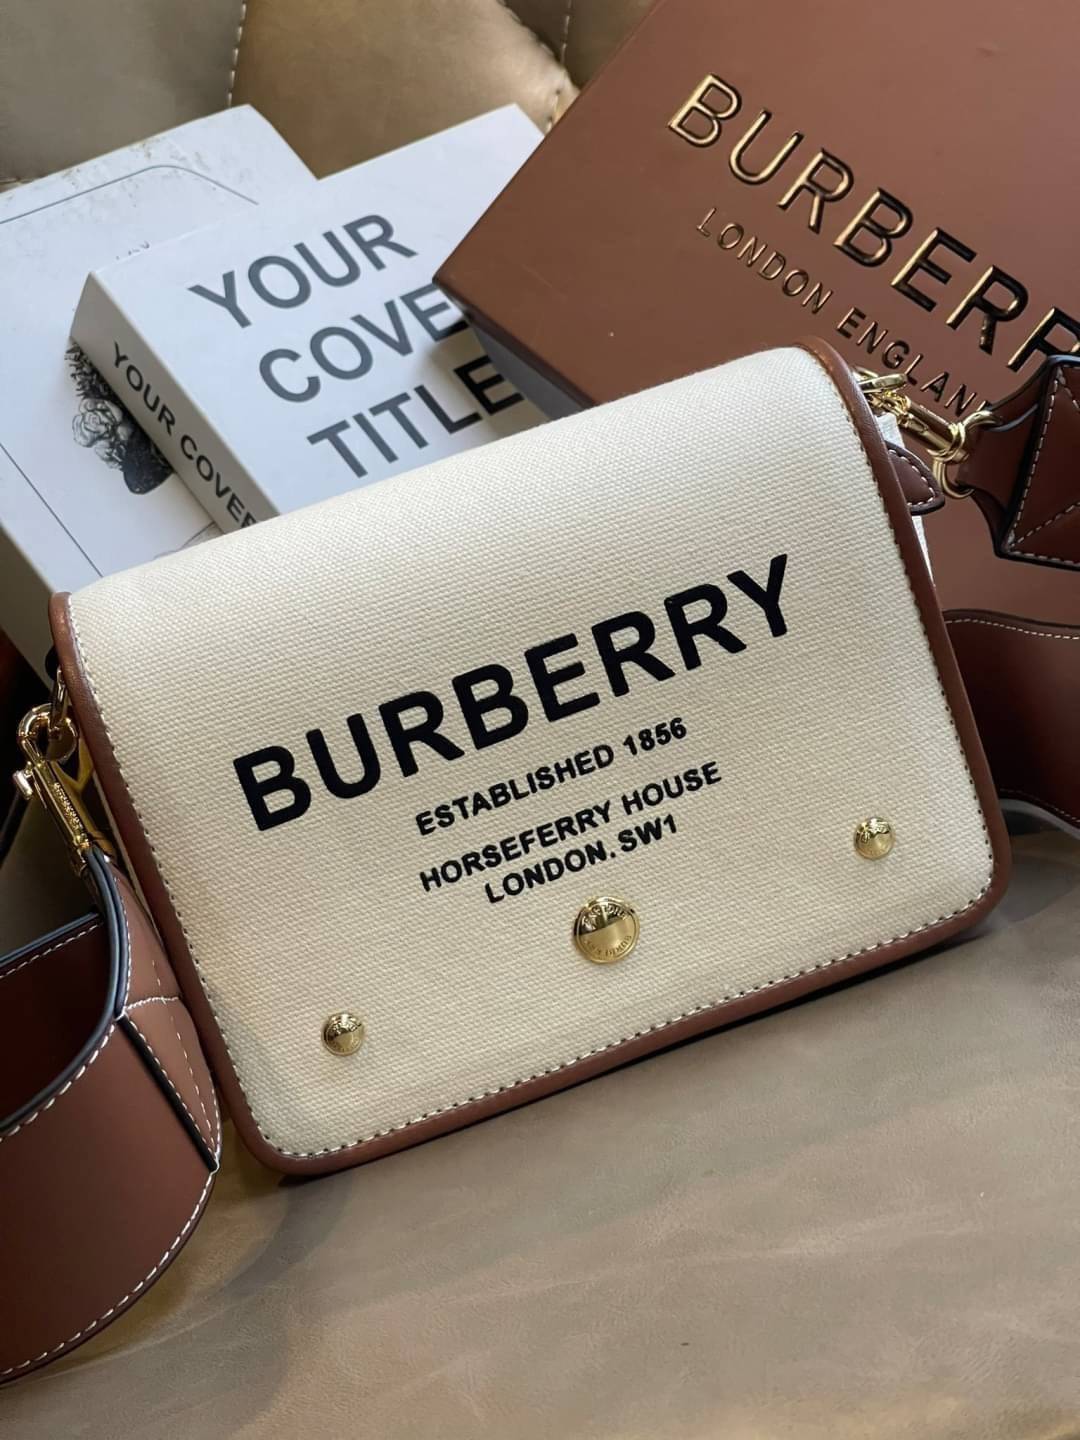 BURBERR
LONDON ENGLAN
YOUR
COVE
TITLE
YOUR COVER
BURBERRY
ESTABLISHED 1856
HORSEFERRY HOUSE
LONDON. SW1